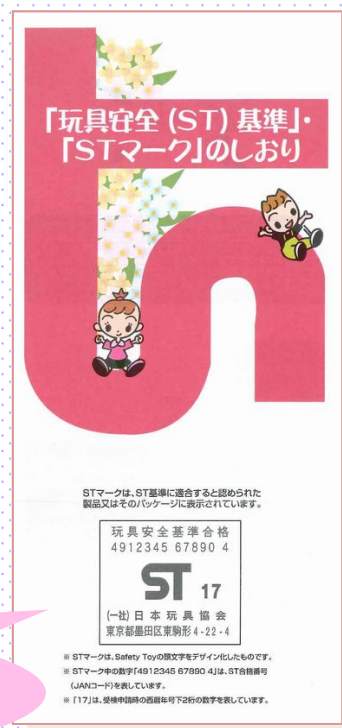 「玩具安全(ST)基準」・
「STマーク」のしおり
STマークは、ST基準に適合すると認められた
製品又はそのパッケージに表示されています。
玩具安全基準合格
4912345 67890 4
ST 17
(一社)日本玩具協会
東京都墨田区東駒形4-22-4
※ STマークは、Safety Toyの頭文字をデザイン化したものです。
※ STマーク中の数字「4912345 67890 4」は、ST合格番号
(JANコード)を表しています。
※ 「17」は、受検申請時の西暦年号下2桁の数字を表しています。